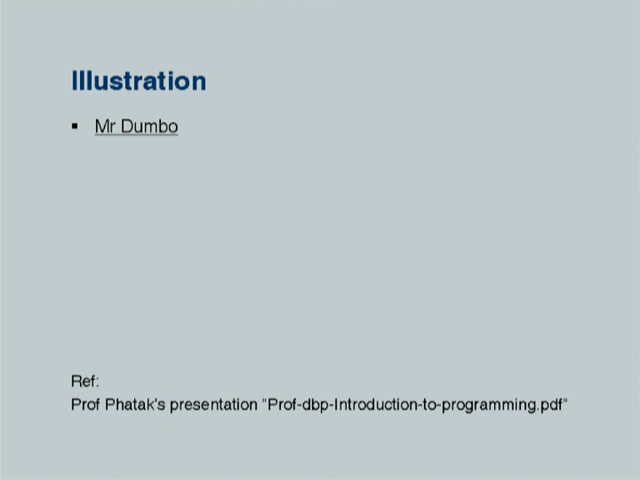 Illustration
▪ Mr Dumbo
Ref:
Prof Phatak's presentation "Prof-dbp-Introduction-to-programming.pdf"